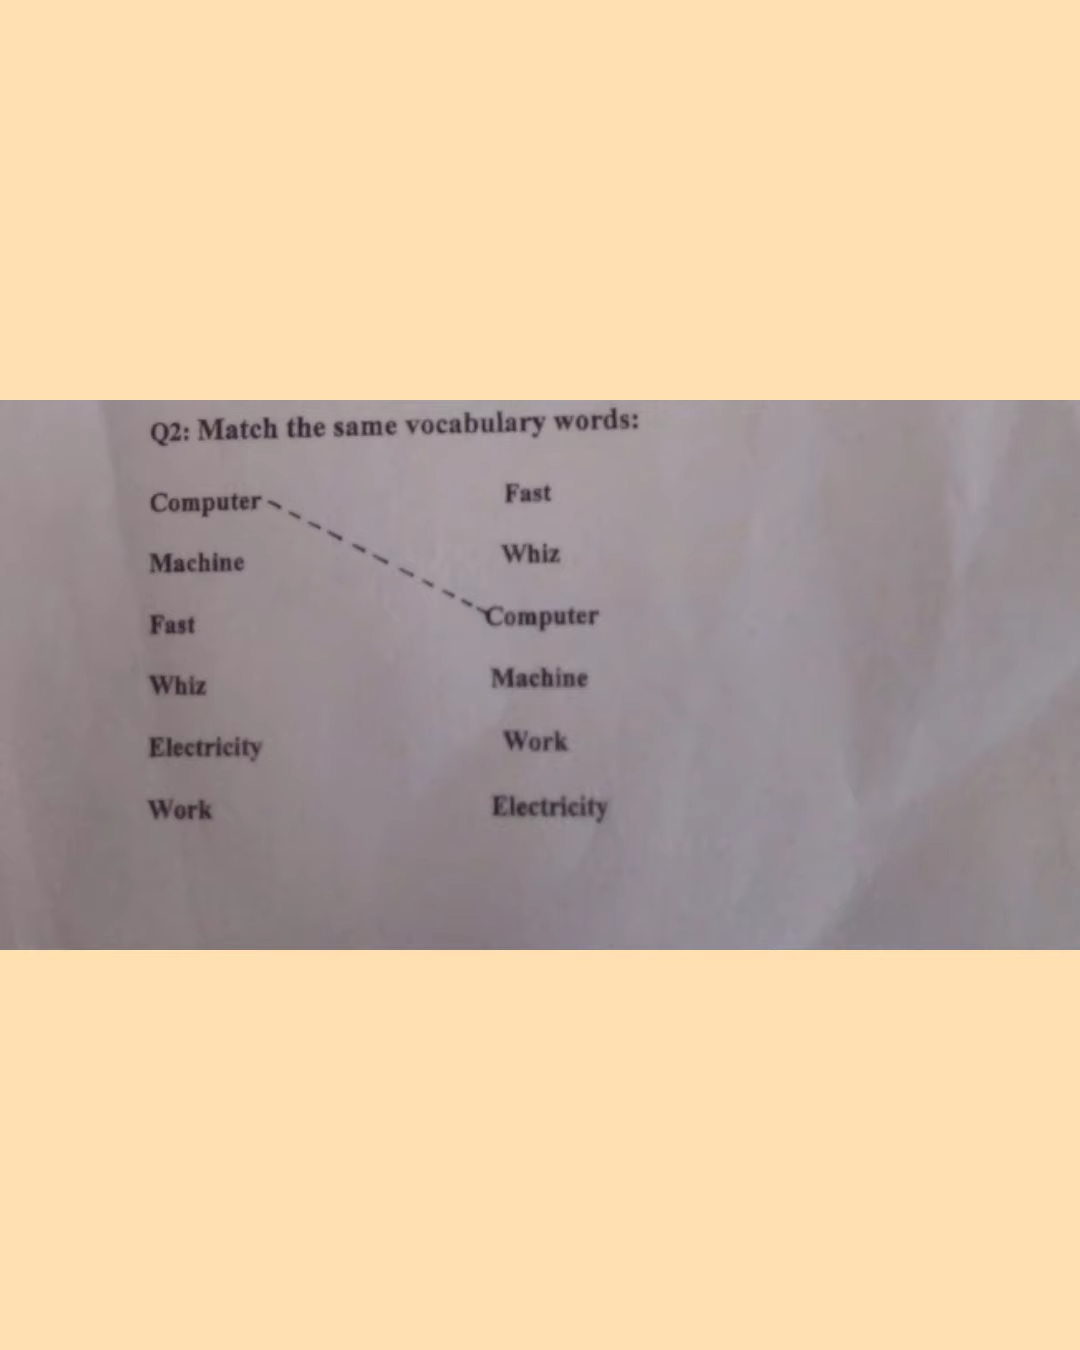 Q2: Match the same vocabulary words:
Computer Fast
Machine Whiz
Fast Computer
Whiz Machine
Electricity Work
Work Electricity